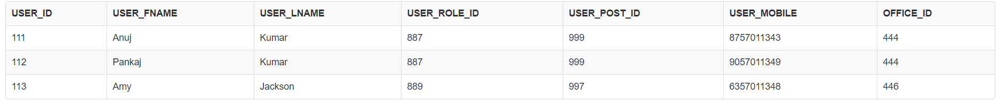 USER_ID USER_FNAME USER_LNAME USER_ROLE_ID USER_POST_ID USER_MOBILE OFFICE_ID
111 Anuj Kumar 887 999 8757011343 444
112 Pankaj Kumar 887 999 9057011349 444
113 Amy Jackson 889 997 6357011348 446